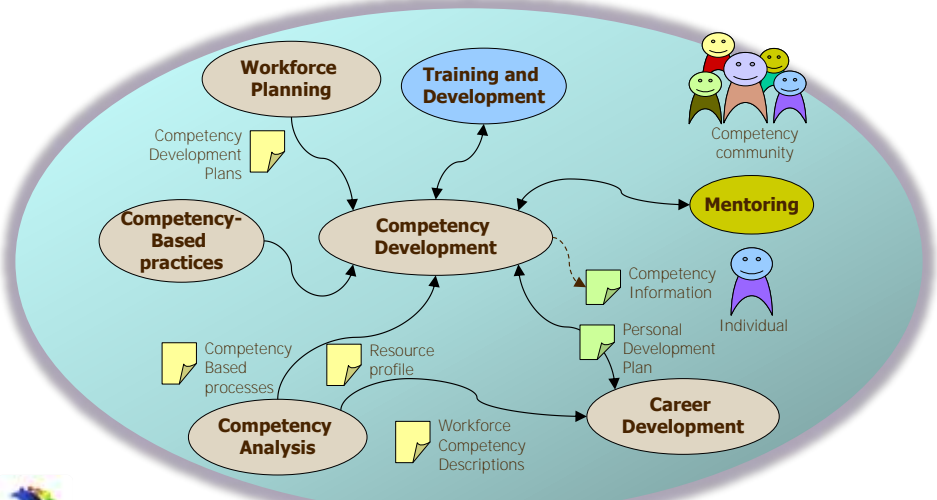 Workforce
Planning
Training and
Development
Competency
community
Competency
Development
Plans
Mentoring
Competency-
Based
practices
Competency
Development
Competency
Information
Individual
Personal
Development
Plan
Competency
Based
processes
Resource
profile
Career
Development
Competency
Analysis
Workforce
Competency
Descriptions